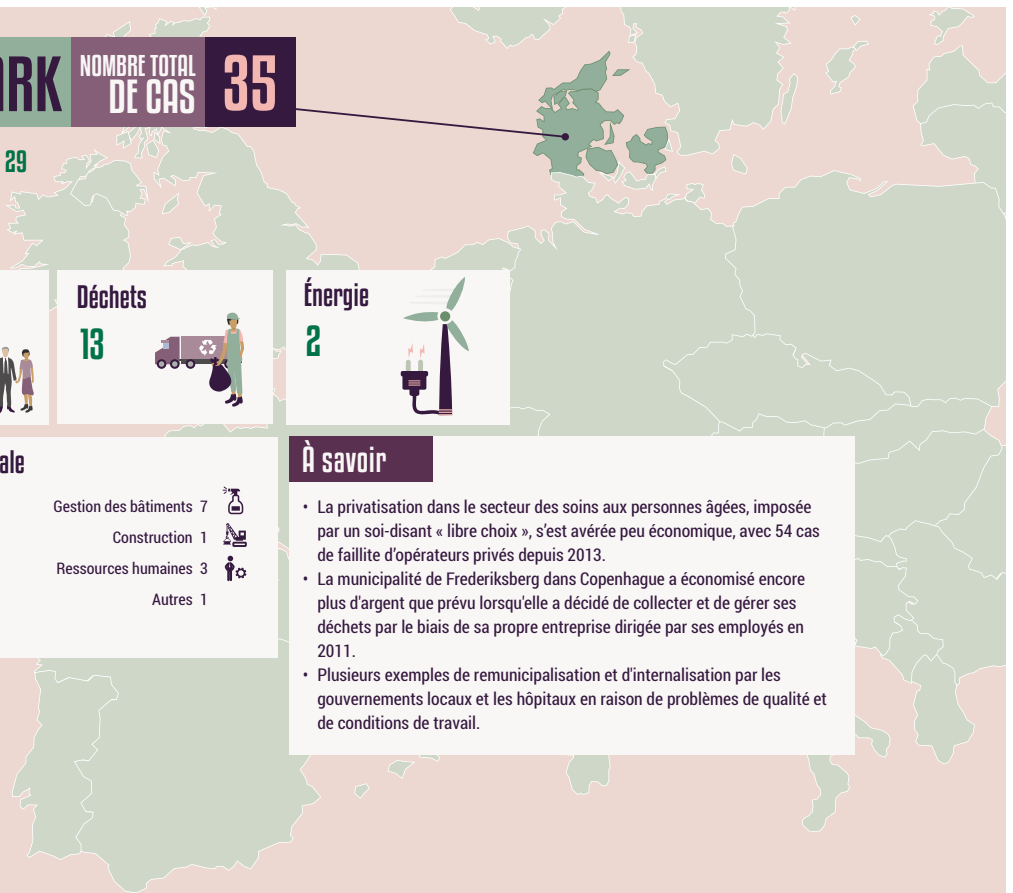 ARK
NOMBRE TOTAL
DE CAS
35
29
Déchets
13
Énergie
2
ale
Gestion des bâtiments 7
Construction 1
Ressources humaines 3
Autres 1
À savoir
• La privatisation dans le secteur des soins aux personnes âgées, imposée
par un soi-disant « libre choix », s’est avérée peu économique, avec 54 cas
de faillite d’opérateurs privés depuis 2013.
• La municipalité de Frederiksberg dans Copenhague a économisé encore
plus d'argent que prévu lorsqu'elle a décidé de collecter et de gérer ses
déchets par le biais de sa propre entreprise dirigée par ses employés en
2011.
• Plusieurs exemples de remunicipalisation et d'internalisation par les
gouvernements locaux et les hôpitaux en raison de problèmes de qualité et
de conditions de travail.